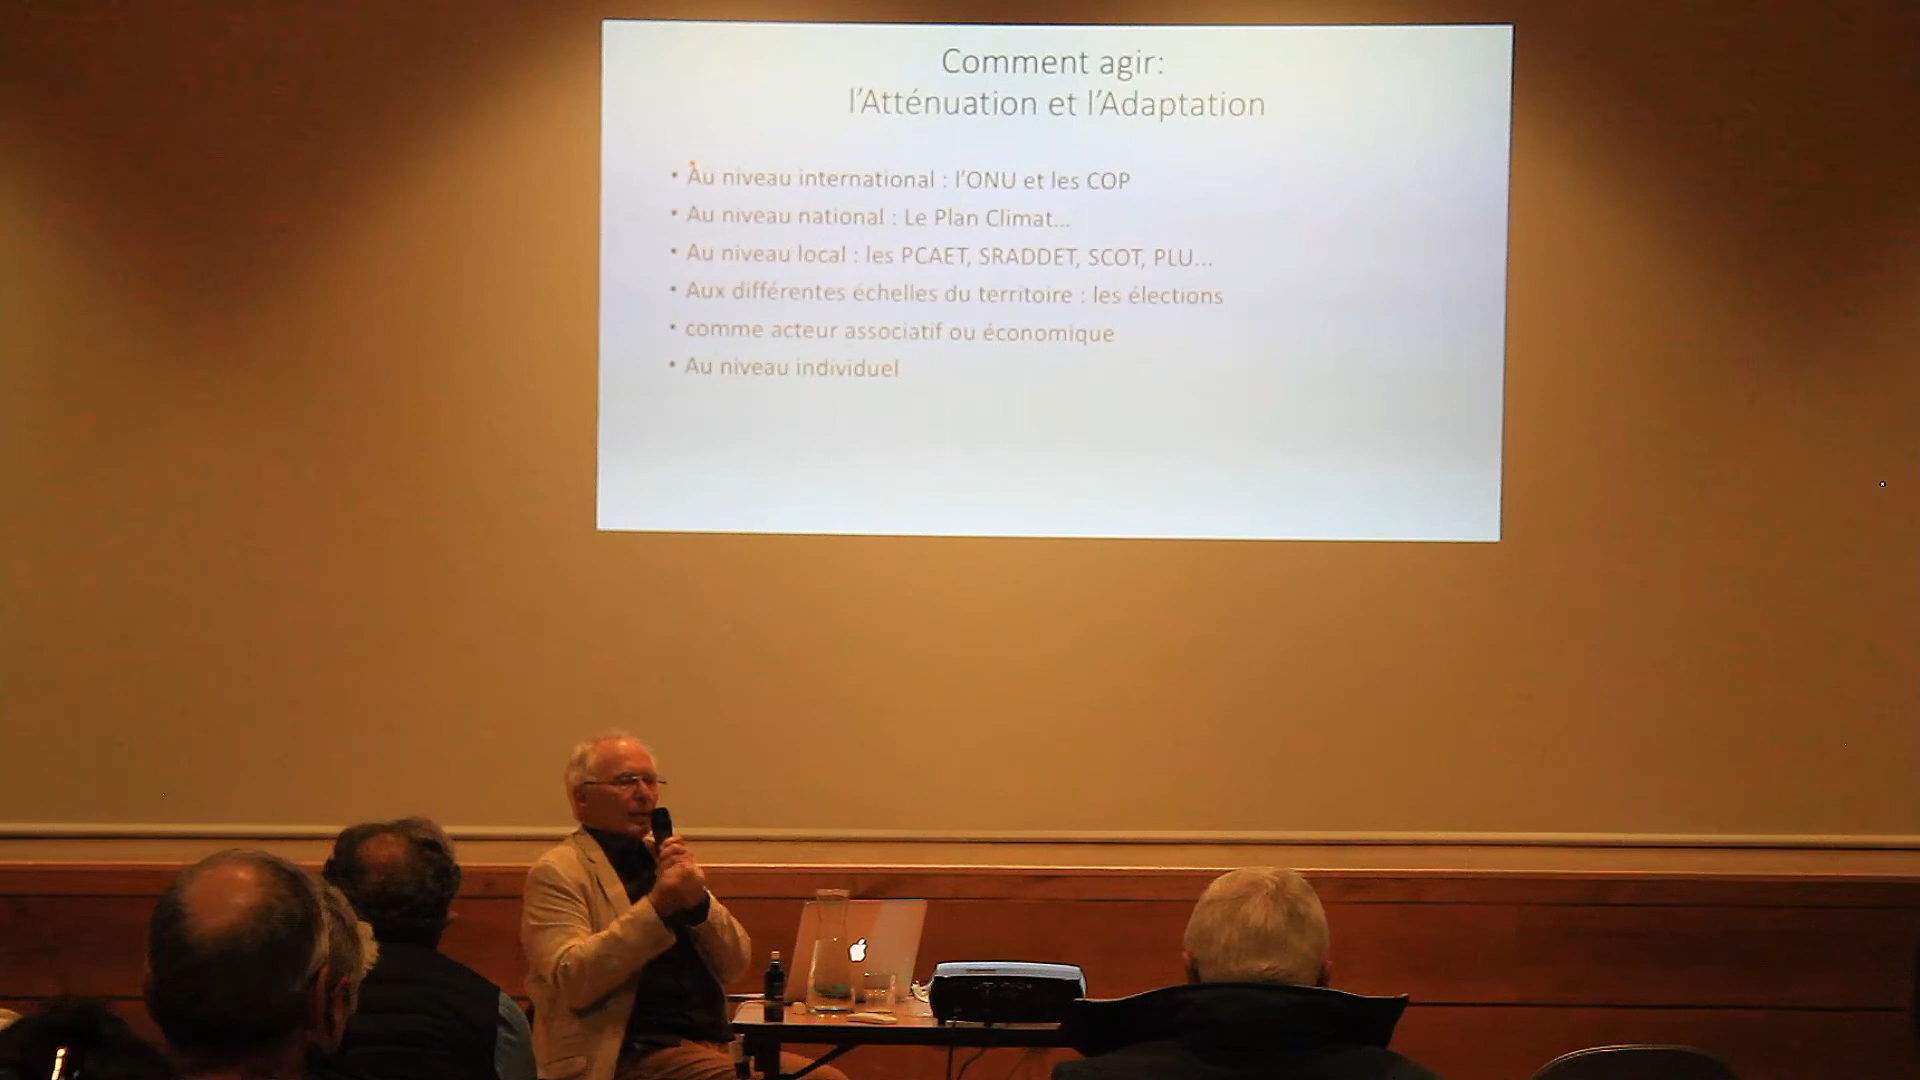 Comment agir:
l'Atténuation et l'Adaptation
• Au niveau international : l'ONU et les COP
• Au niveau national : Le Plan Climat...
• Au niveau local : les PCAET, SRADDET, SCOT, PLU...
• Aux différentes échelles du territoire : les élections
• comme acteur associatif ou économique
• Au niveau individuel